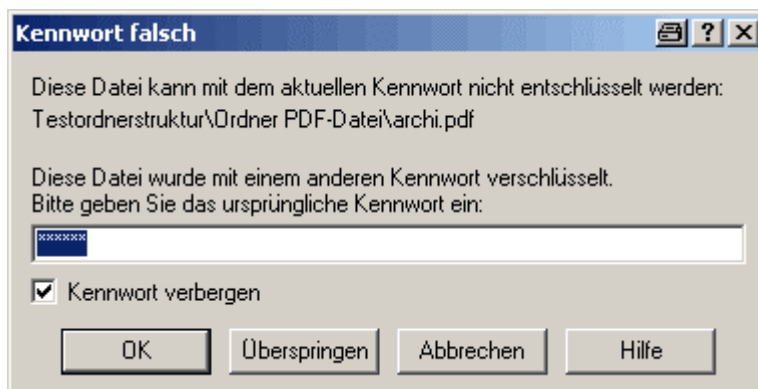 Kennwort falsch
Diese Datei kann mit dem aktuellen Kennwort nicht entschlüsselt werden:
Testordnerstruktur\Ordner PDF-Datei\archi.pdf
Diese Datei wurde mit einem anderen Kennwort verschlüsselt.
Bitte geben Sie das ursprüngliche Kennwort ein:
******
Kennwort verbergen
OK Überspringen Abbrechen Hilfe